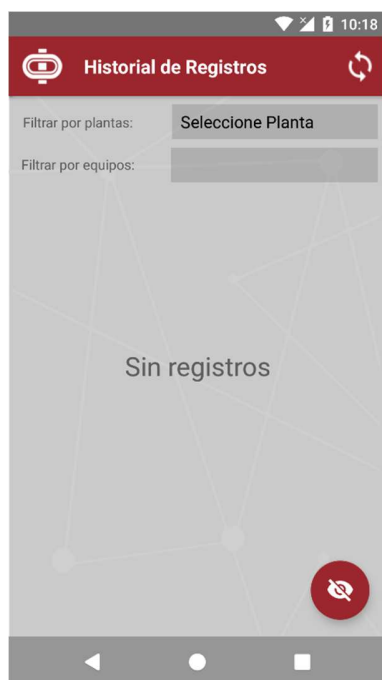 10:18
Historial de Registros
Filtrar por plantas: Seleccione Planta
Filtrar por equipos:
Sin registros